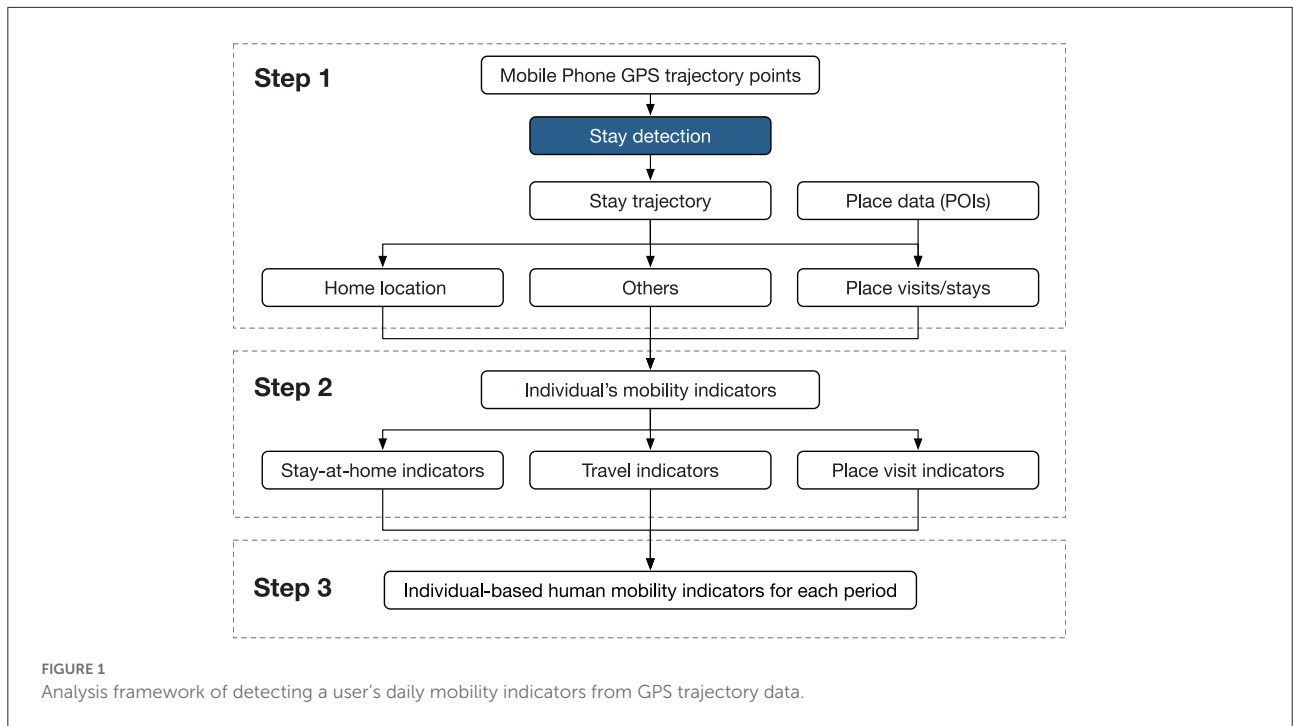 Step 1
Mobile Phone GPS trajectory points
Stay detection
Stay trajectory
Place data (POIs)
Home location
Others
Place visits/stays
Step 2
Individual’s mobility indicators
Stay-at-home indicators
Travel indicators
Place visit indicators
Step 3
Individual-based human mobility indicators for each period
FIGURE 1
Analysis framework of detecting a user’s daily mobility indicators from GPS trajectory data.